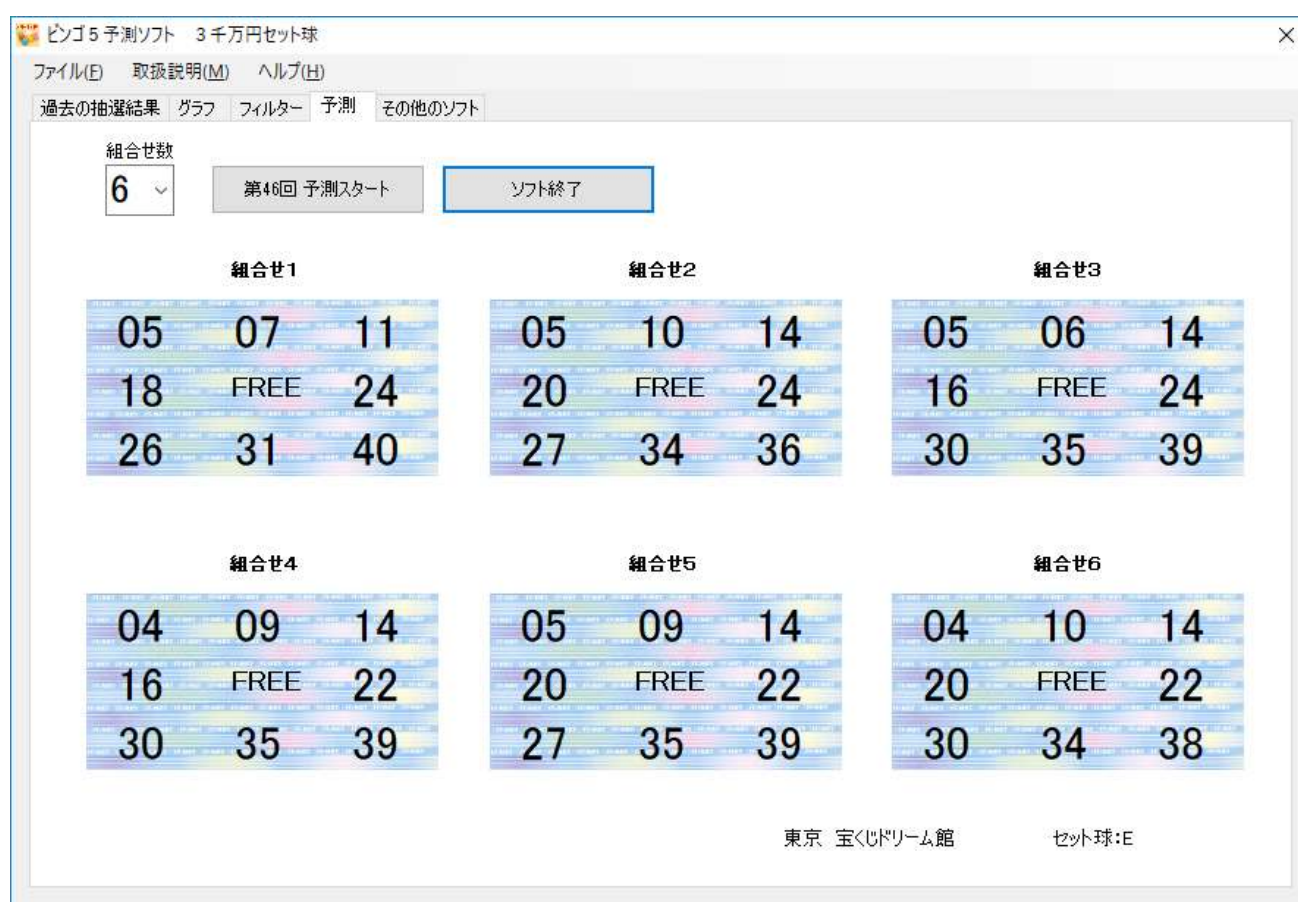 ビンゴ5予測ソフト　3千万円セット球
ファイル(F)　取扱説明(M)　ヘルプ(H)
過去の抽選結果 グラフ フィルター 予測 その他のソフト
組合せ数
6 第46回 予測スタート ソフト終了
組合せ1 組合せ2 組合せ3
05 07 11 05 10 14 05 06 14
18 FREE 24 20 FREE 24 16 FREE 24
26 31 40 27 34 36 30 35 39
組合せ4 組合せ5 組合せ6
04 09 14 05 09 14 04 10 14
16 FREE 22 20 FREE 22 20 FREE 22
30 35 39 27 35 39 30 34 38
東京　宝くじドリーム館 セット球:E